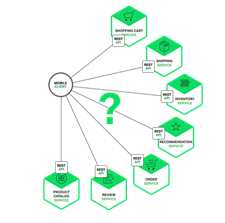 SHOPPING CART
SERVICE
REST
API
SHIPPING
SERVICE
REST
API
MOBILE
CLIENT
REST
API
INVENTORY
SERVICE
?
REST
API
RECOMMENDATION
SERVICE
REST
API
ORDER
SERVICE
REST
API
PRODUCT
CATALOG
SERVICE
REST
API
REVIEW
SERVICE